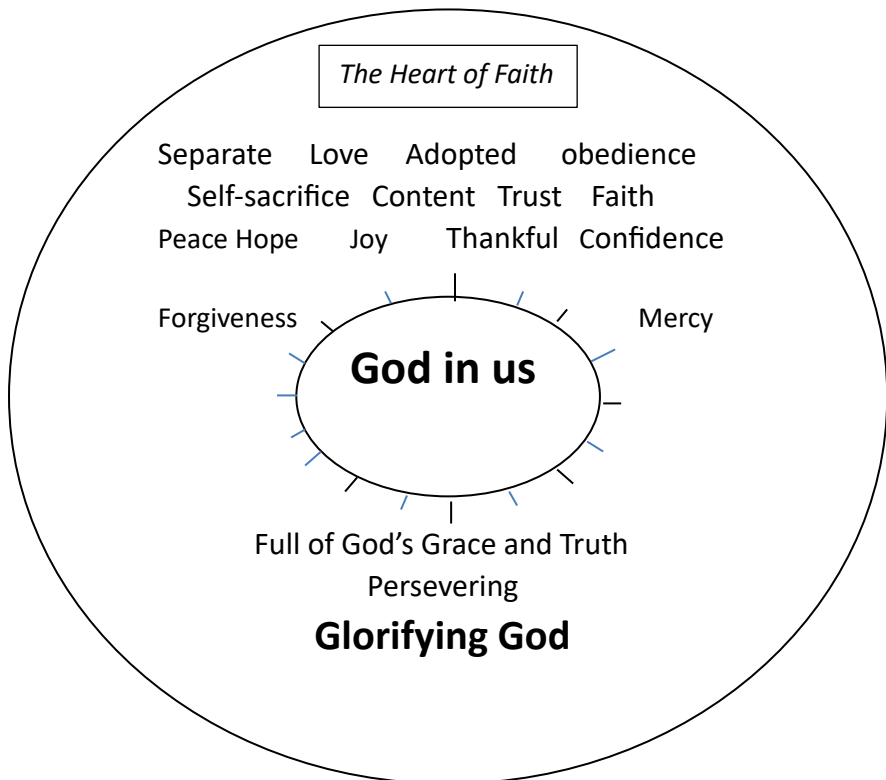 The Heart of Faith
Separate Love Adopted obedience
Self-sacrifice Content Trust Faith
Peace Hope Joy Thankful Confidence
Forgiveness Mercy
God in us
Full of God’s Grace and Truth
Persevering
Glorifying God